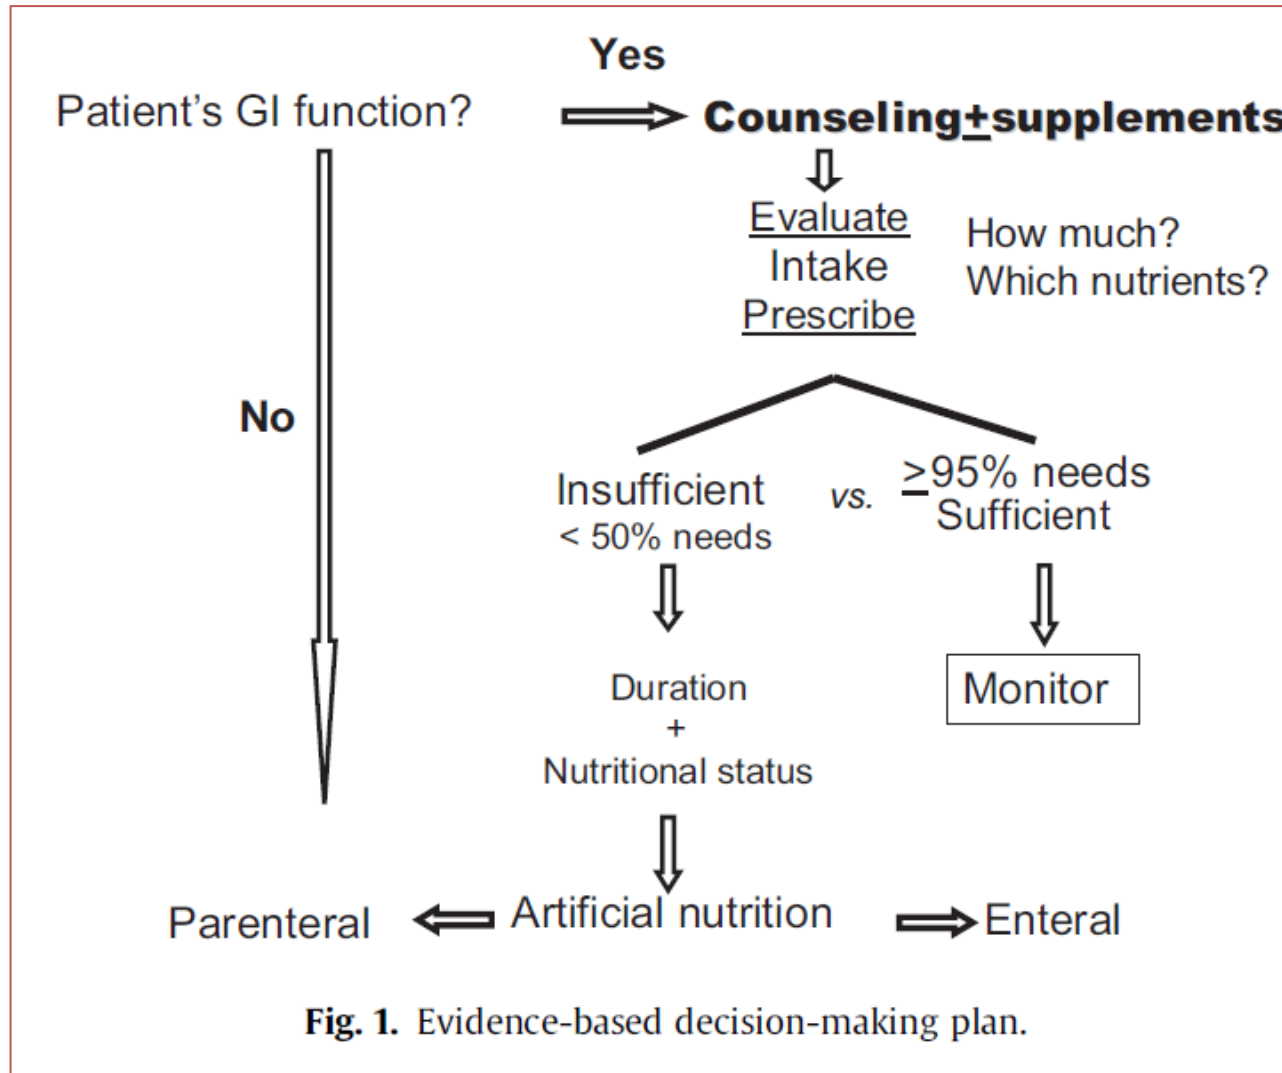 Yes
Patient's GI function?
Counseling±supplements
Evaluate
Intake
Prescribe
How much?
Which nutrients?
No
Insufficient
< 50% needs
vs.
≥95% needs
Sufficient
Duration
+
Nutritional status
Monitor
Parenteral
Artificial nutrition
Enteral
Fig. 1. Evidence-based decision-making plan.